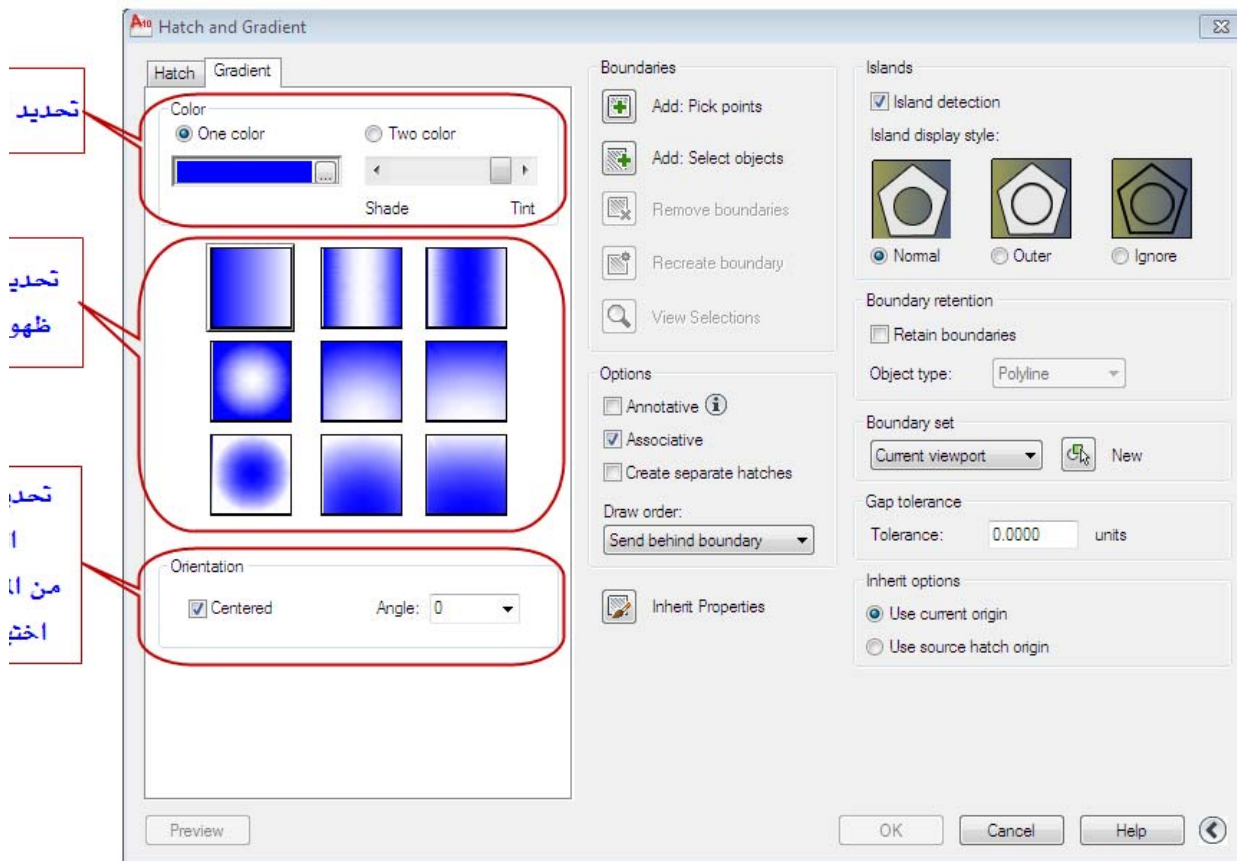 A10 Hatch and Gradient
Hatch
Gradient
Color
One color
Two color
...
Shade
Tint
Orientation
Centered
Angle: 0
Preview
Boundaries
Add: Pick points
Add: Select objects
Remove boundaries
Recreate boundary
View Selections
Options
Annotative
Associative
Create separate hatches
Draw order:
Send behind boundary
Inherit Properties
Islands
Island detection
Island display style:
Normal
Outer
Ignore
Boundary retention
Retain boundaries
Object type: Polyline
Boundary set
Current viewport
New
Gap tolerance
Tolerance: 0.0000 units
Inherit options
Use current origin
Use source hatch origin
OK
Cancel
Help
تحديد
من